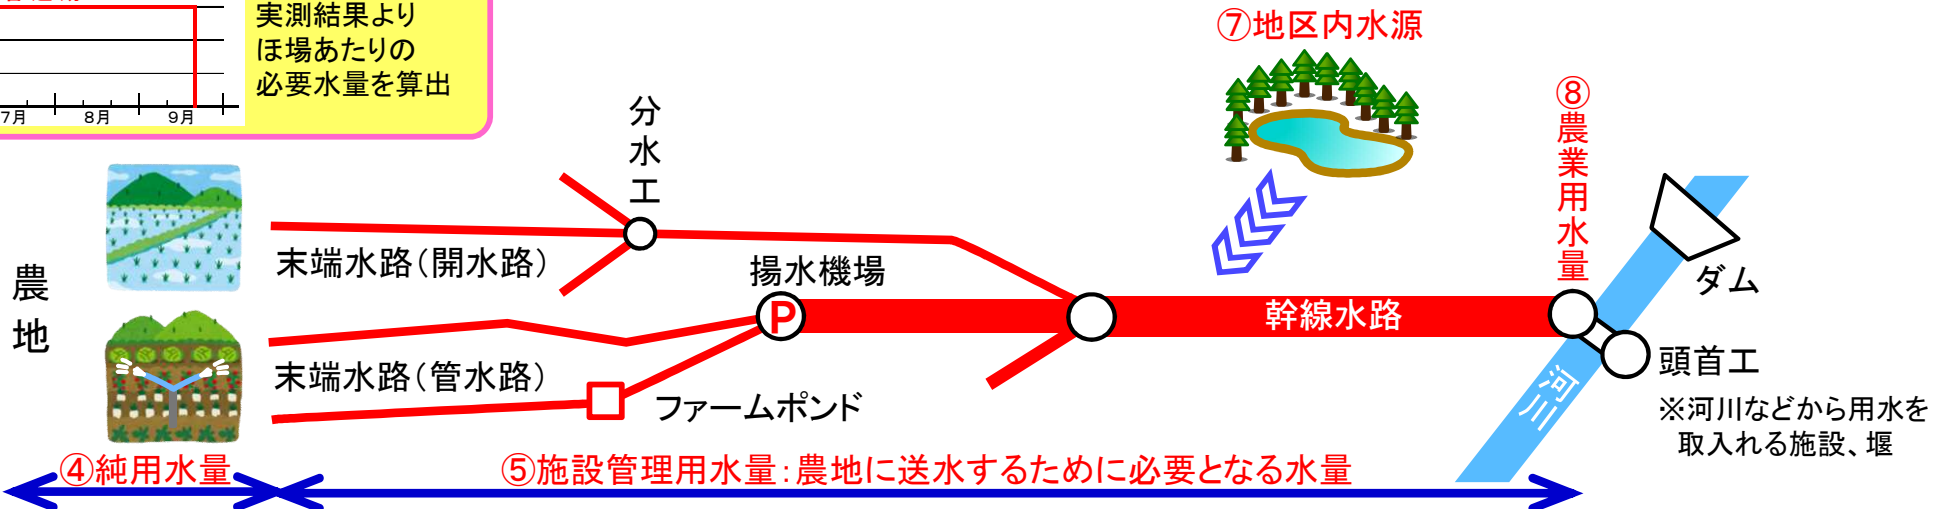 実測結果より
ほ場あたりの
必要水量を算出
7月
8月
9月
⑦地区内水源
⑧農業用水量
分水工
農地
末端水路(開水路)
揚水機場
P
幹線水路
ダム
頭首工
河川
※河川などから用水を
取入れる施設、堰
末端水路(管水路)
ファームポンド
④純用水量
⑤施設管理用水量:農地に送水するために必要となる水量